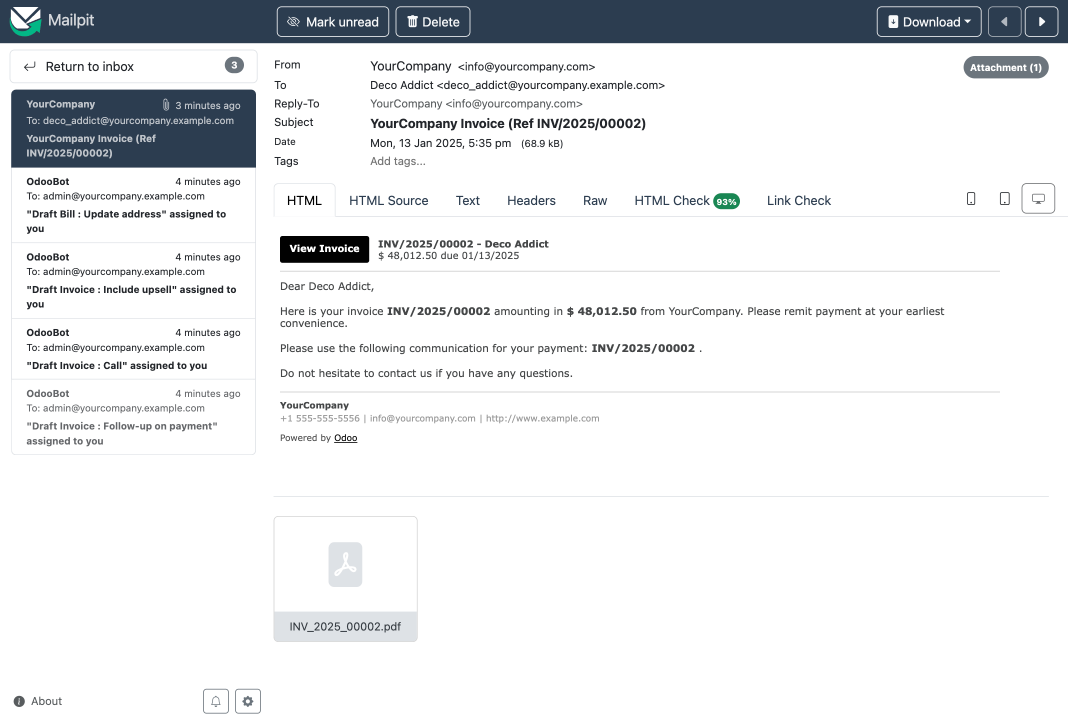 Mailpit
Mark unread
Delete
Download
Return to inbox 3
YourCompany 3 minutes ago
To: deco_addict@yourcompany.example.com
YourCompany Invoice (Ref
INV/2025/00002)
OdooBot 4 minutes ago
To: admin@yourcompany.example.com
"Draft Bill : Update address" assigned to
you
OdooBot 4 minutes ago
To: admin@yourcompany.example.com
"Draft Invoice : Include upsell" assigned to
you
OdooBot 4 minutes ago
To: admin@yourcompany.example.com
"Draft Invoice : Call" assigned to you
OdooBot 4 minutes ago
To: admin@yourcompany.example.com
"Draft Invoice : Follow-up on payment"
assigned to you
About
From YourCompany <info@yourcompany.com>
Attachment (1)
To Deco Addict <deco_addict@yourcompany.example.com>
Reply-To YourCompany <info@yourcompany.com>
Subject YourCompany Invoice (Ref INV/2025/00002)
Date Mon, 13 Jan 2025, 5:35 pm (68.9 kB)
Tags Add tags...
HTML HTML Source Text Headers Raw HTML Check 93% Link Check
View Invoice
INV/2025/00002 - Deco Addict
$ 48,012.50 due 01/13/2025
Dear Deco Addict,
Here is your invoice INV/2025/00002 amounting in $ 48,012.50 from YourCompany. Please remit payment at your earliest
convenience.
Please use the following communication for your payment: INV/2025/00002 .
Do not hesitate to contact us if you have any questions.
YourCompany
+1 555-555-5556 | info@yourcompany.com | http://www.example.com
Powered by Odoo
INV_2025_00002.pdf